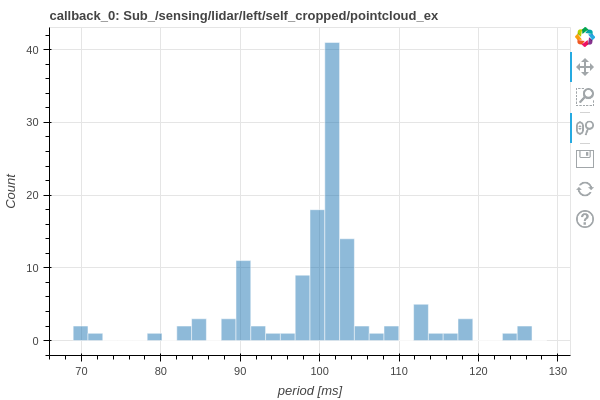 callback_0: Sub_/sensing/lidar/left/self_cropped/pointcloud_ex
40
30
20
10
0
Count
70 80 90 100 110 120 130
period [ms]